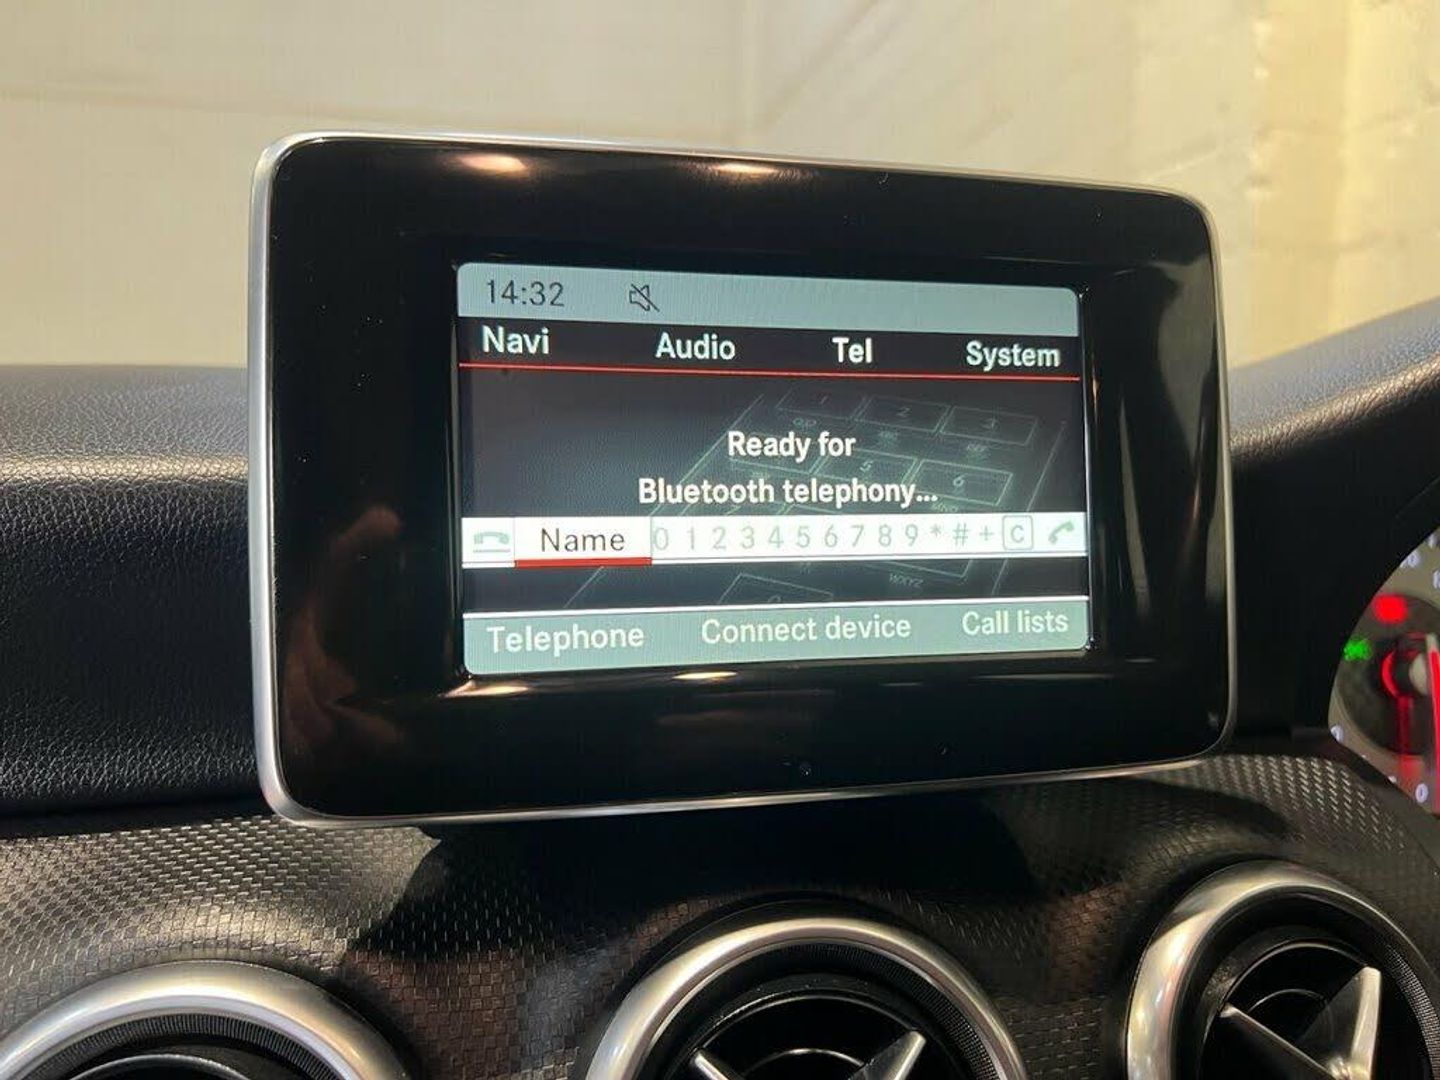 14:32
Navi Audio Tel System
Ready for
Bluetooth telephony...
Name 0 1 2 3 4 5 6 7 8 9 * # + C
WXYZ
Telephone Connect device Call lists